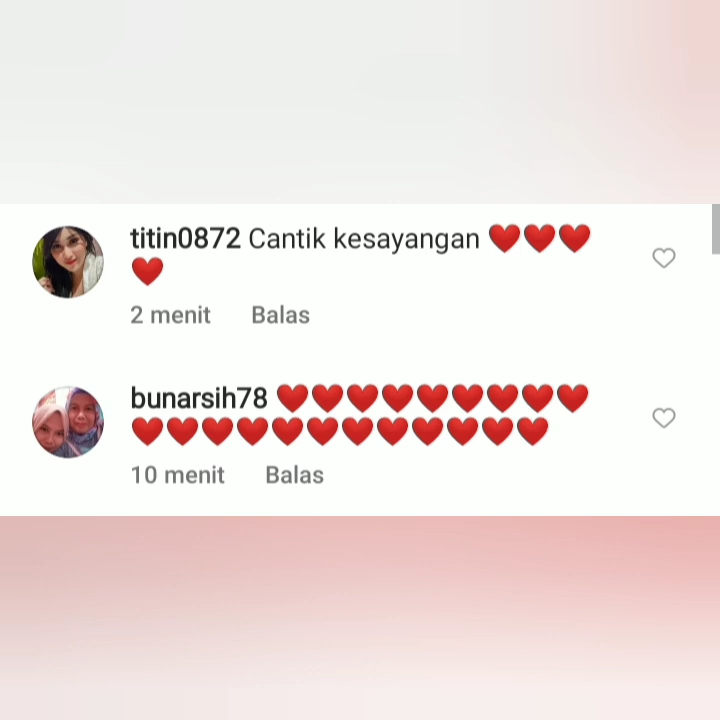 titin0872 Cantik kesayangan ❤️❤️❤️
❤️
2 menit Balas
bunarsih78 ❤️❤️❤️❤️❤️❤️❤️❤️❤️
❤️❤️❤️❤️❤️❤️❤️❤️❤️❤️❤️❤️
10 menit Balas